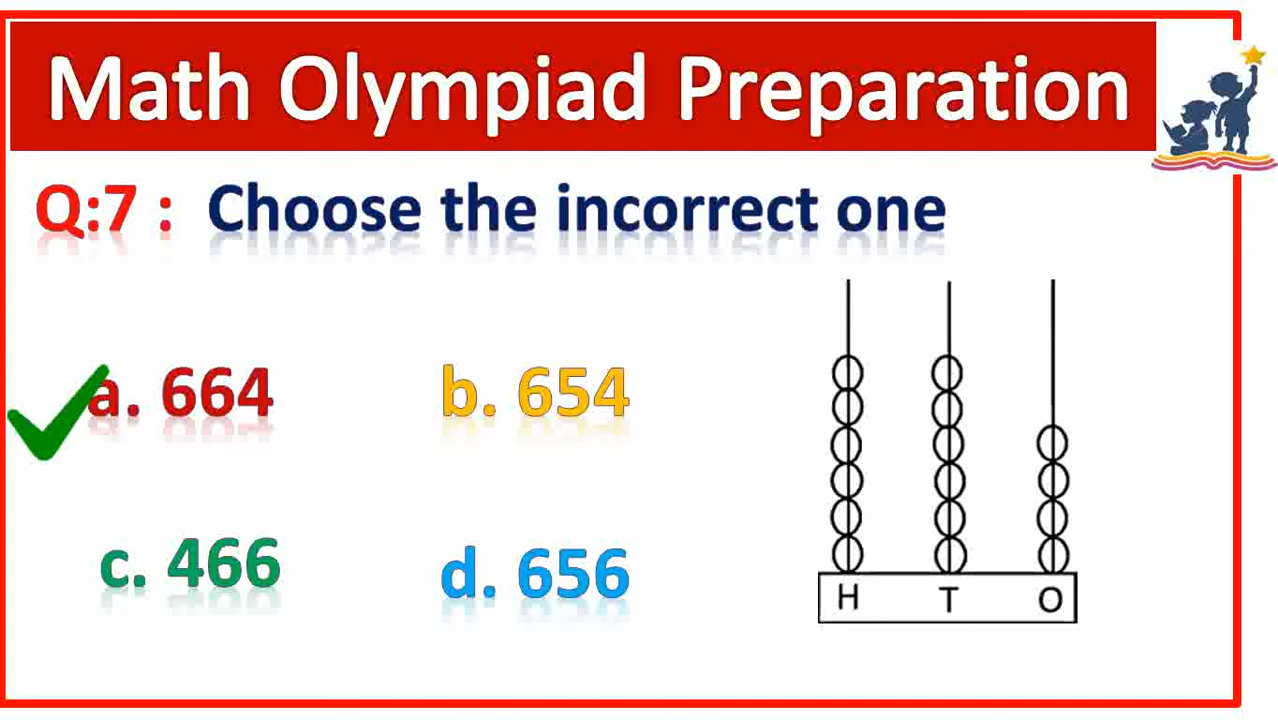 Math Olympiad Preparation
Q:7 : Choose the incorrect one
a. 664 b. 654
c. 466 d. 656
H T O